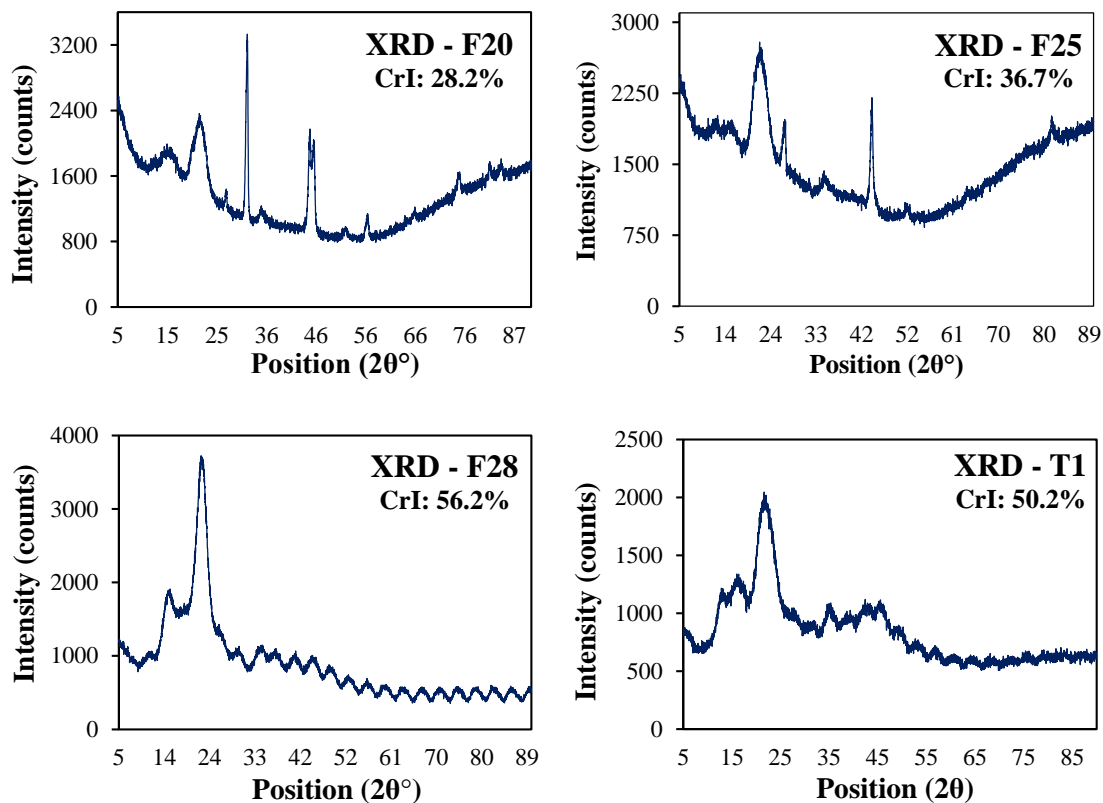 XRD - F20
CrI: 28.2%
Intensity (counts)
3200
2400
1600
800
0
5 15 26 36 46 56 66 76 87
Position (2θ°)
XRD - F25
CrI: 36.7%
Intensity (counts)
3000
2250
1500
750
0
5 14 24 33 42 52 61 70 80 89
Position (2θ°)
XRD - F28
CrI: 56.2%
Intensity (counts)
4000
3000
2000
1000
0
5 14 24 33 43 52 61 70 80 89
Position (2θ°)
XRD - T1
CrI: 50.2%
Intensity (counts)
2500
2000
1500
1000
500
0
5 15 25 35 45 55 65 75 85
Position (2θ)